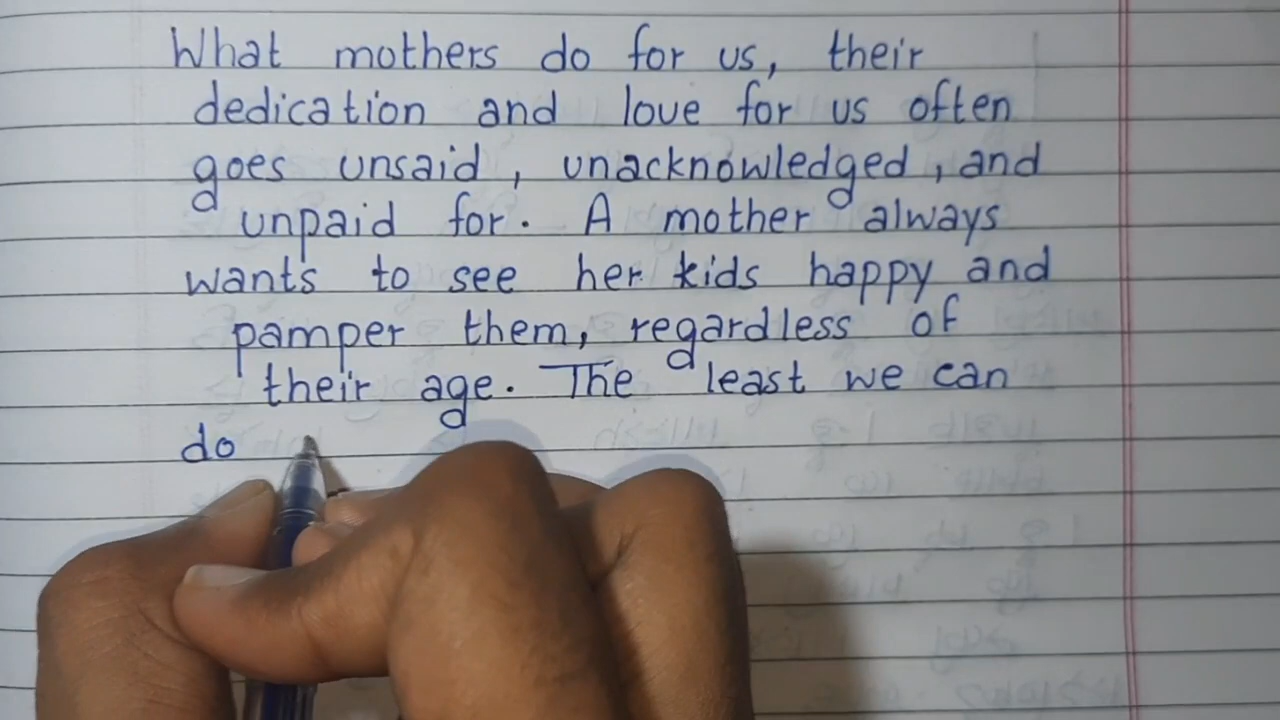 What mothers do for us, their
dedication and love for us often
goes unsaid, unacknowledged, and
unpaid for. A mother always
wants to see her kids happy and
pamper them, regardless of
their age. The least we can
do